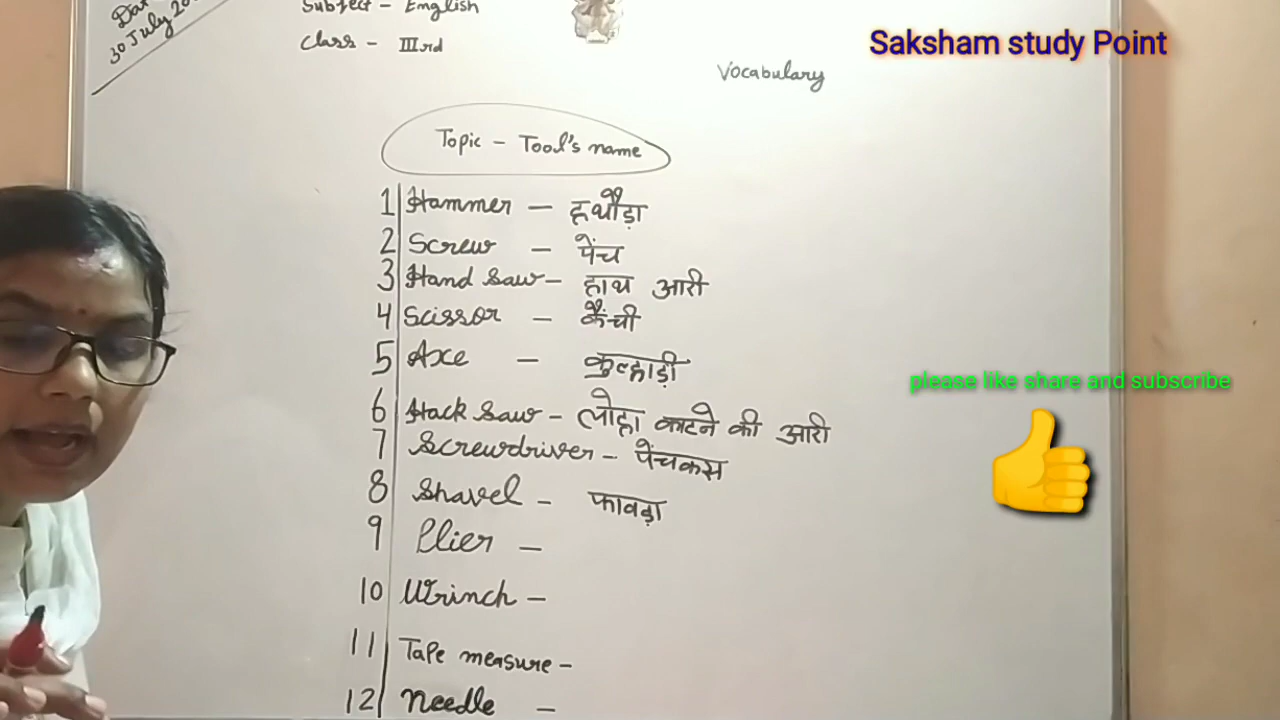 Subject - English
30 July
Class - IIIrd
Saksham study Point
Vocabulary
Topic - Tool's name
1 Hammer - हथौड़ा
2 Screw - पेंच
3 Hand Saw - हाथ आरी
4 Scissor - कैंची
5 Axe - कुल्हाड़ी
6 Hack Saw - लोहा काटने की आरी
7 Screwdriver - पेंचकस
8 Shavel - फावड़ा
9 Plier -
10 Wrinch -
11 Tape measure -
12 Needle -
please like share and subscribe